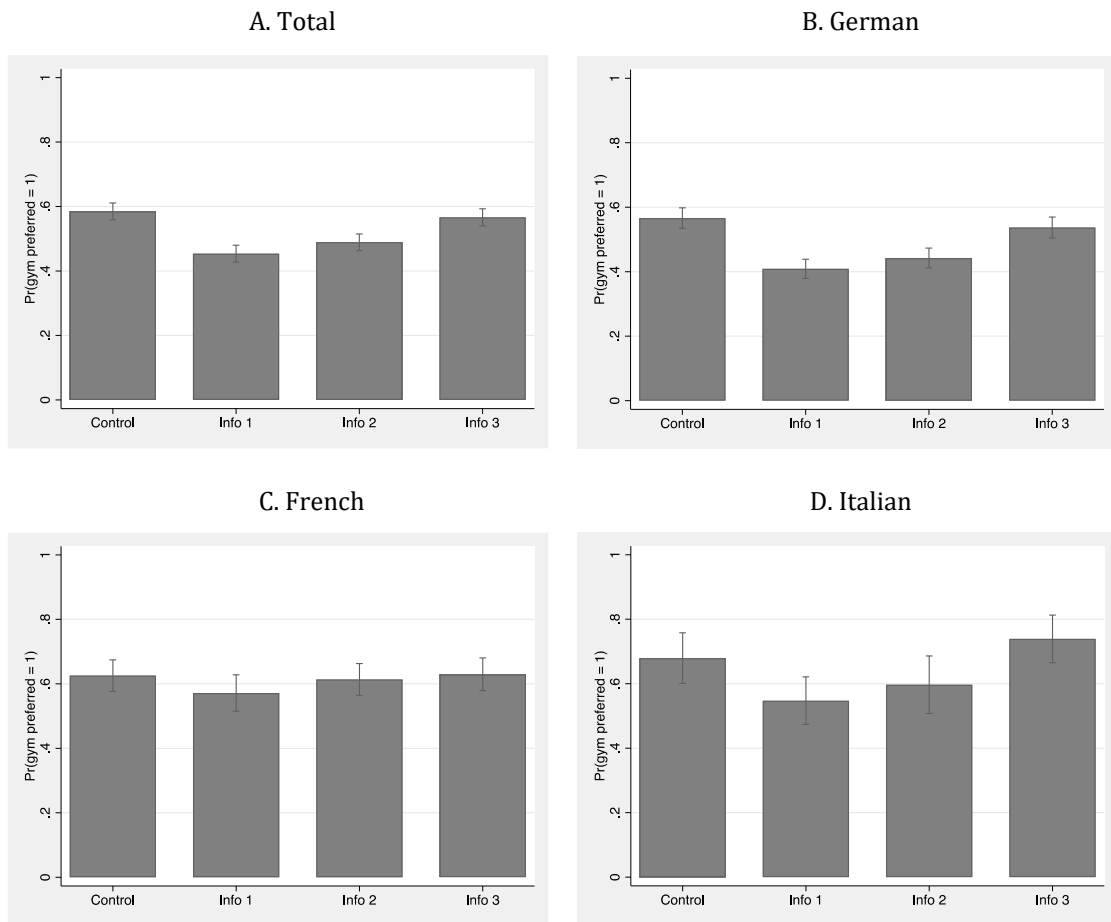 A. Total
Pr(gym preferred = 1)
1
.8
.6
.4
.2
0
Control Info 1 Info 2 Info 3
B. German
Pr(gym preferred = 1)
1
.8
.6
.4
.2
0
Control Info 1 Info 2 Info 3
C. French
Pr(gym preferred = 1)
1
.8
.6
.4
.2
0
Control Info 1 Info 2 Info 3
D. Italian
Pr(gym preferred = 1)
1
.8
.6
.4
.2
0
Control Info 1 Info 2 Info 3